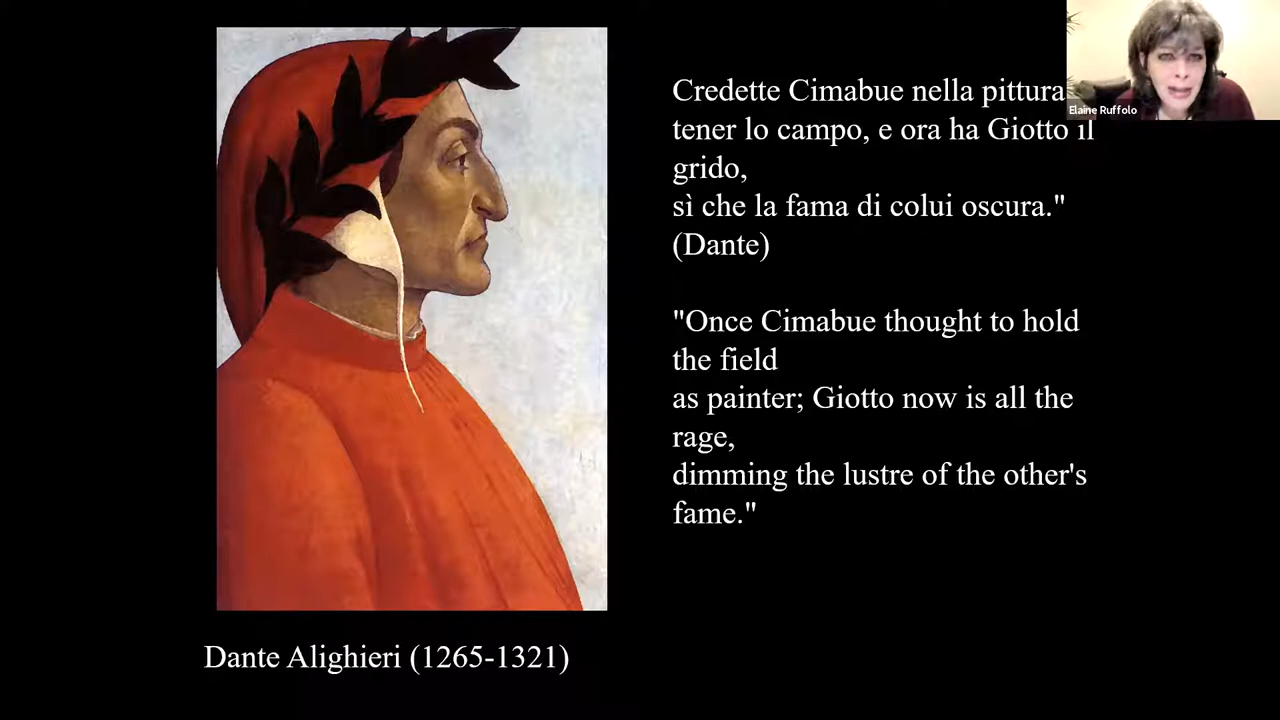 Credette Cimabue nella pittura
tener lo campo, e ora ha Giotto il
grido,
sì che la fama di colui oscura."
(Dante)
"Once Cimabue thought to hold
the field
as painter; Giotto now is all the
rage,
dimming the lustre of the other's
fame."
Dante Alighieri (1265-1321)
Elaine Ruffolo